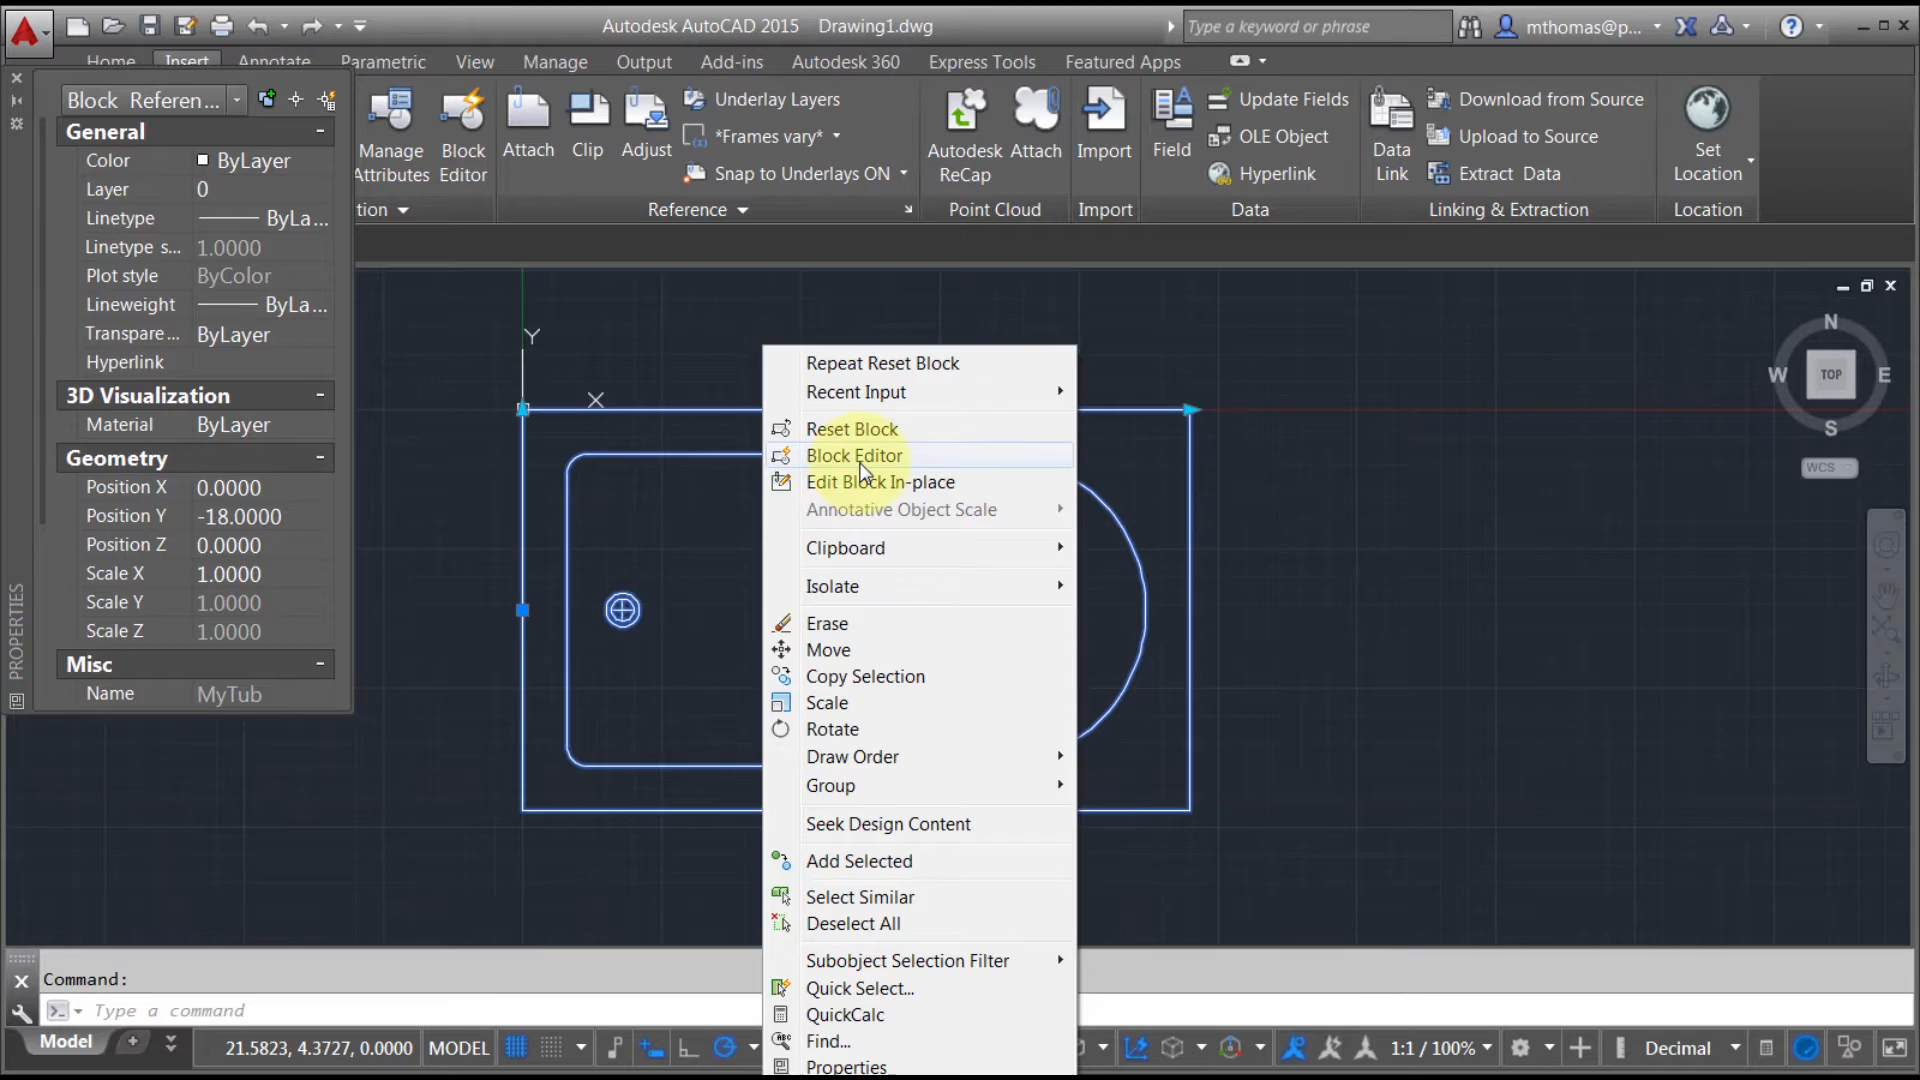 Autodesk AutoCAD 2015 Drawing1.dwg
Type a keyword or phrase
mthomas@p...
Home Insert Annotate Parametric View Manage Output Add-ins Autodesk 360 Express Tools Featured Apps
Block Referen...
General
Color ByLayer
Layer 0
Linetype ByLa...
Linetype s... 1.0000
Plot style ByColor
Lineweight ByLa...
Transpare... ByLayer
Hyperlink
3D Visualization
Material ByLayer
Geometry
Position X 0.0000
Position Y -18.0000
Position Z 0.0000
Scale X 1.0000
Scale Y 1.0000
Scale Z 1.0000
Misc
Name MyTub
PROPERTIES
Manage Attributes
Block Editor
Attach
Clip
Adjust
Underlay Layers
*Frames vary*
Snap to Underlays ON
Autodesk ReCap
Attach
Import
Field
Update Fields
OLE Object
Hyperlink
Data Link
Download from Source
Upload to Source
Extract Data
Set Location
tion
Reference
Point Cloud
Import
Data
Linking & Extraction
Location
Y
X
N
W TOP E
S
WCS
Repeat Reset Block
Recent Input
Reset Block
Block Editor
Edit Block In-place
Annotative Object Scale
Clipboard
Isolate
Erase
Move
Copy Selection
Scale
Rotate
Draw Order
Group
Seek Design Content
Add Selected
Select Similar
Deselect All
Subobject Selection Filter
Quick Select...
QuickCalc
Find...
Properties
Command:
Type a command
Model
21.5823, 4.3727, 0.0000 MODEL
1:1 / 100%
Decimal